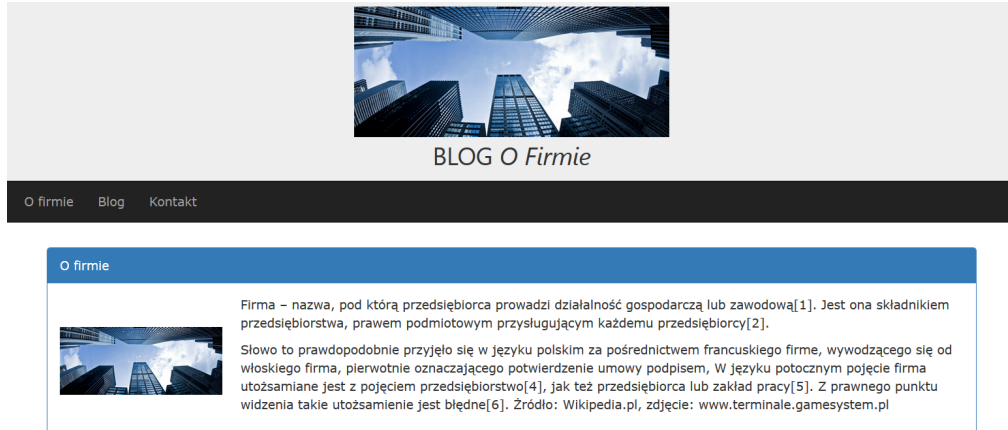 BLOG O Firmie
O firmie Blog Kontakt
O firmie
Firma – nazwa, pod którą przedsiębiorca prowadzi działalność gospodarczą lub zawodową[1]. Jest ona składnikiem
przedsiębiorstwa, prawem podmiotowym przysługującym każdemu przedsiębiorcy[2].
Słowo to prawdopodobnie przyjęło się w języku polskim za pośrednictwem francuskiego firme, wywodzącego się od
włoskiego firma, pierwotnie oznaczającego potwierdzenie umowy podpisem, W języku potocznym pojęcie firma
utożsamiane jest z pojęciem przedsiębiorstwo[4], jak też przedsiębiorca lub zakład pracy[5]. Z prawnego punktu
widzenia takie utożsamienie jest błędne[6]. Źródło: Wikipedia.pl, zdjęcie: www.terminale.gamesystem.pl